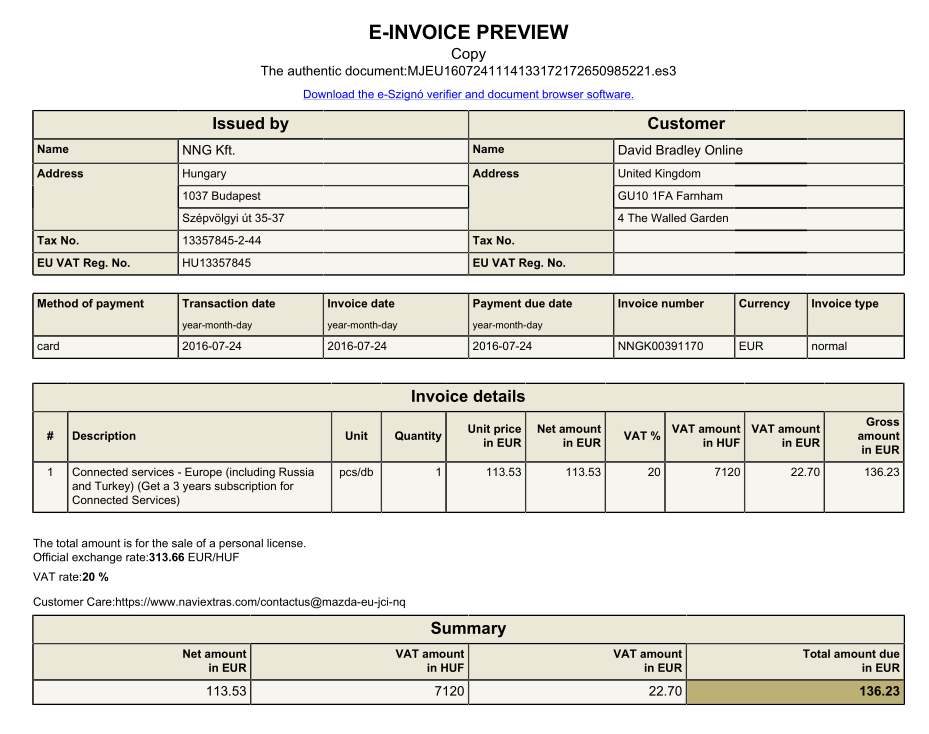 E-INVOICE PREVIEW
Copy
The authentic document:MJEU1607241114133172172650985221.es3
Download the e-Szignó verifier and document browser software.
Issued by Customer
Name NNG Kft. Name David Bradley Online
Address Hungary Address United Kingdom
1037 Budapest GU10 1FA Farnham
Szépvölgyi út 35-37 4 The Walled Garden
Tax No. 13357845-2-44 Tax No.
EU VAT Reg. No. HU13357845 EU VAT Reg. No.
Method of payment Transaction date Invoice date Payment due date Invoice number Currency Invoice type
year-month-day year-month-day year-month-day
card 2016-07-24 2016-07-24 2016-07-24 NNGK00391170 EUR normal
Invoice details
# Description Unit Quantity Unit price in EUR Net amount in EUR VAT % VAT amount in HUF VAT amount in EUR Gross amount in EUR
1 Connected services - Europe (including Russia pcs/db 1 113.53 113.53 20 7120 22.70 136.23
and Turkey) (Get a 3 years subscription for
Connected Services)
The total amount is for the sale of a personal license.
Official exchange rate:313.66 EUR/HUF
VAT rate:20 %
Customer Care:https://www.naviextras.com/contactus@mazda-eu-jci-nq
Summary
Net amount VAT amount VAT amount Total amount due
in EUR in HUF in EUR in EUR
113.53 7120 22.70 136.23